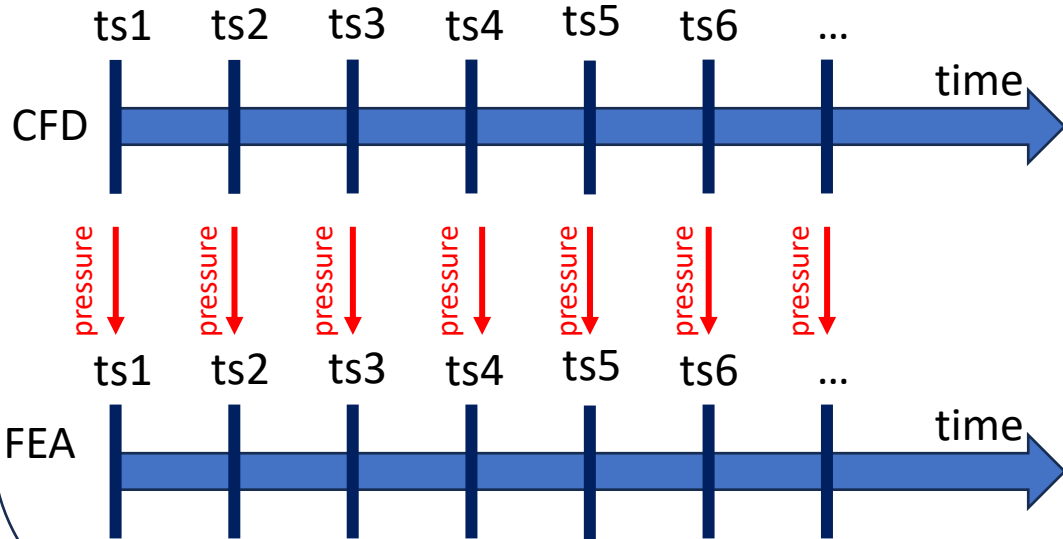 ts1 ts2 ts3 ts4 ts5 ts6 ...
time
CFD
pressure pressure pressure pressure pressure pressure pressure
ts1 ts2 ts3 ts4 ts5 ts6 ...
time
FEA